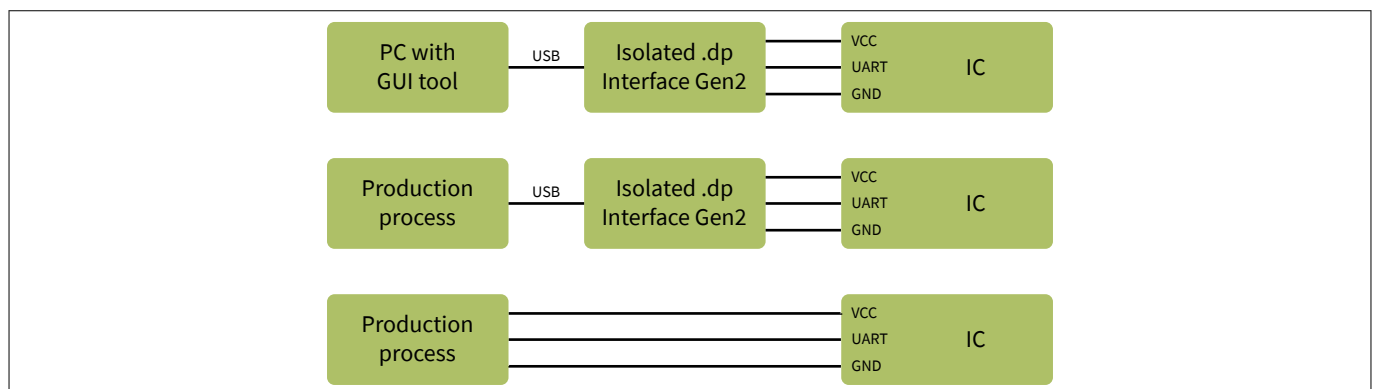 PC with
GUI tool
USB
Isolated .dp
Interface Gen2
VCC
UART
GND
IC
Production
process
USB
Isolated .dp
Interface Gen2
VCC
UART
GND
IC
Production
process
VCC
UART
GND
IC